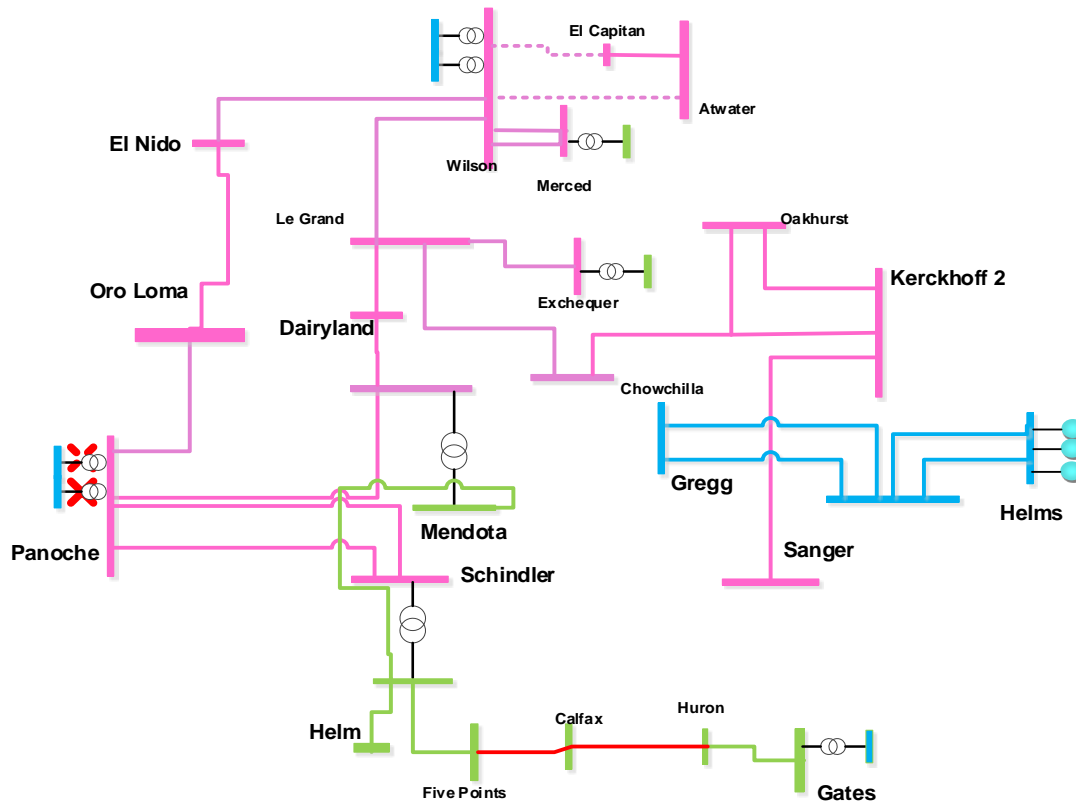 El Capitan
Atwater
El Nido
Wilson
Merced
Le Grand
Oakhurst
Kerckhoff 2
Oro Loma
Exchequer
Dairyland
Chowchilla
Gregg
Helms
Mendota
Panoche
Sanger
Schindler
Helm
Calfax
Huron
Five Points
Gates